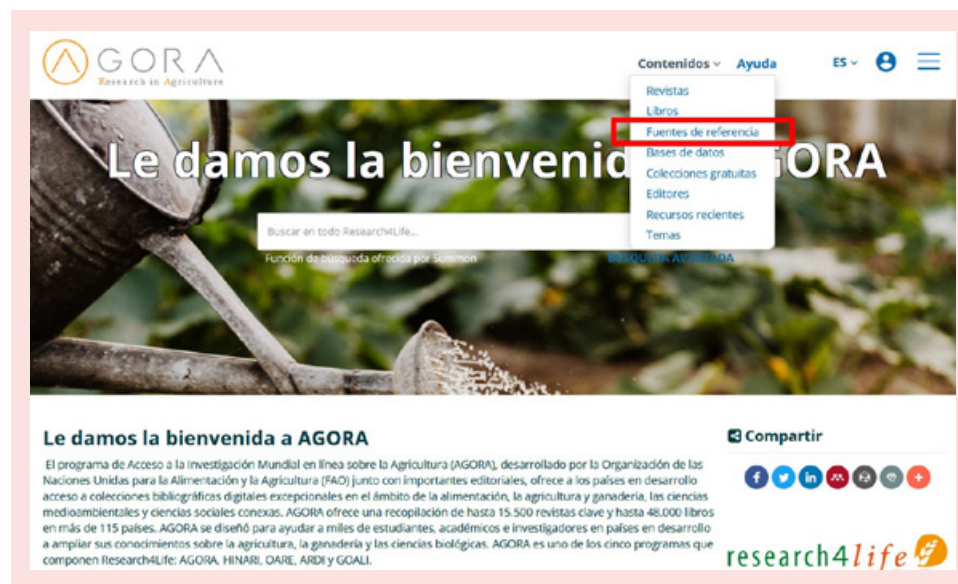 AGORA
Research in Agriculture
Contenidos Ayuda ES
Revistas
Libros
Fuentes de referencia
Bases de datos
Colecciones gratuitas
Editores
Recursos recientes
Temas
Le damos la bienvenid ORA
Buscar en todo Research4Life...
Función de búsqueda ofrecida por Summon
BÚSQUEDA AVANZADA
Le damos la bienvenida a AGORA
El programa de Acceso a la Investigación Mundial en línea sobre la Agricultura (AGORA), desarrollado por la Organización de las
Naciones Unidas para la Alimentación y la Agricultura (FAO) junto con importantes editoriales, ofrece a los países en desarrollo
acceso a colecciones bibliográficas digitales excepcionales en el ámbito de la alimentación, la agricultura y ganadería, las ciencias
medioambientales y ciencias sociales conexas. AGORA ofrece una recopilación de hasta 15.500 revistas clave y hasta 48.000 libros
en más de 115 países. AGORA se diseñó para ayudar a miles de estudiantes, académicos e investigadores en países en desarrollo
a ampliar sus conocimientos sobre la agricultura, la ganadería y las ciencias biológicas. AGORA es uno de los cinco programas que
componen Research4Life: AGORA, HINARI, OARE, ARDI y GOALI.
Compartir
research4life